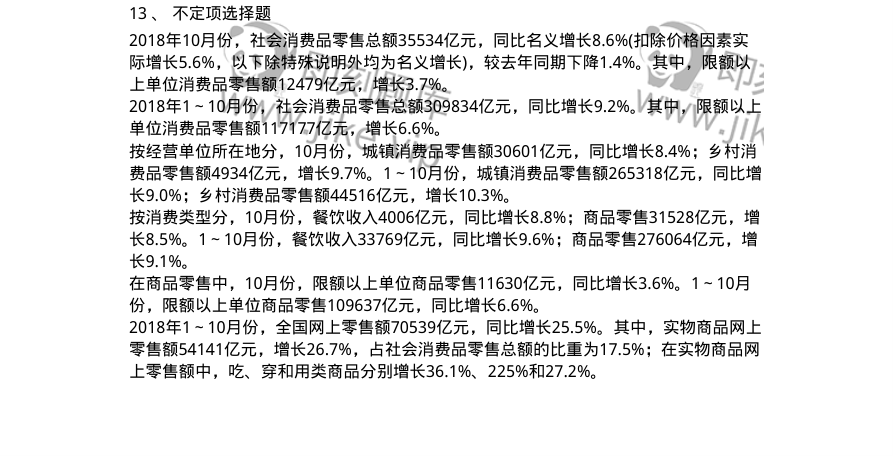 13 、 不定项选择题
2018年10月份，社会消费品零售总额35534亿元，同比名义增长8.6%(扣除价格因素实
际增长5.6%，以下除特殊说明外均为名义增长)，较去年同期下降1.4%。其中，限额以
上单位消费品零售额12479亿元，增长3.7%。
2018年1～10月份，社会消费品零售总额309834亿元，同比增长9.2%。其中，限额以上
单位消费品零售额117177亿元，增长6.6%。
按经营单位所在地分，10月份，城镇消费品零售额30601亿元，同比增长8.4%；乡村消
费品零售额4934亿元，增长9.7%。1～10月份，城镇消费品零售额265318亿元，同比增
长9.0%；乡村消费品零售额44516亿元，增长10.3%。
按消费类型分，10月份，餐饮收入4006亿元，同比增长8.8%；商品零售31528亿元，增
长8.5%。1～10月份，餐饮收入33769亿元，同比增长9.6%；商品零售276064亿元，增
长9.1%。
在商品零售中，10月份，限额以上单位商品零售11630亿元，同比增长3.6%。1～10月
份，限额以上单位商品零售109637亿元，同比增长6.6%。
2018年1～10月份，全国网上零售额70539亿元，同比增长25.5%。其中，实物商品网上
零售额54141亿元，增长26.7%，占社会消费品零售总额的比重为17.5%；在实物商品网
上零售额中，吃、穿和用类商品分别增长36.1%、225%和27.2%。